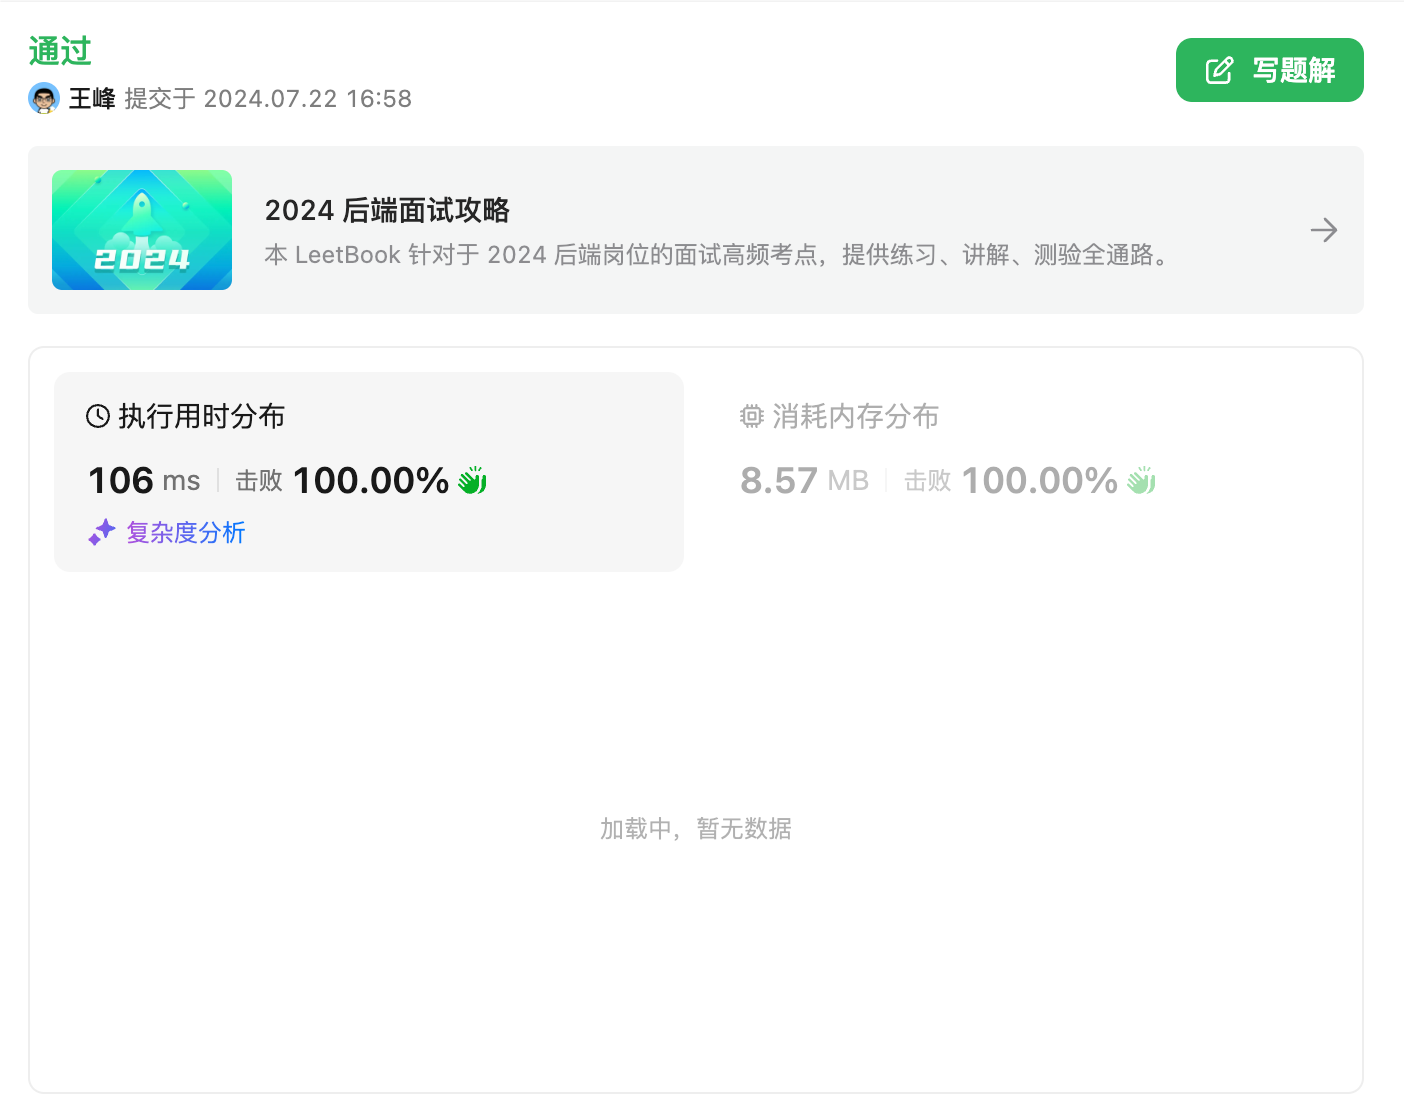 通过
写题解
王峰 提交于 2024.07.22 16:58
2024
2024 后端面试攻略
本 LeetBook 针对于 2024 后端岗位的面试高频考点，提供练习、讲解、测验全通路。
执行用时分布
106 ms 击败 100.00%
复杂度分析
消耗内存分布
8.57 MB 击败 100.00%
加载中，暂无数据